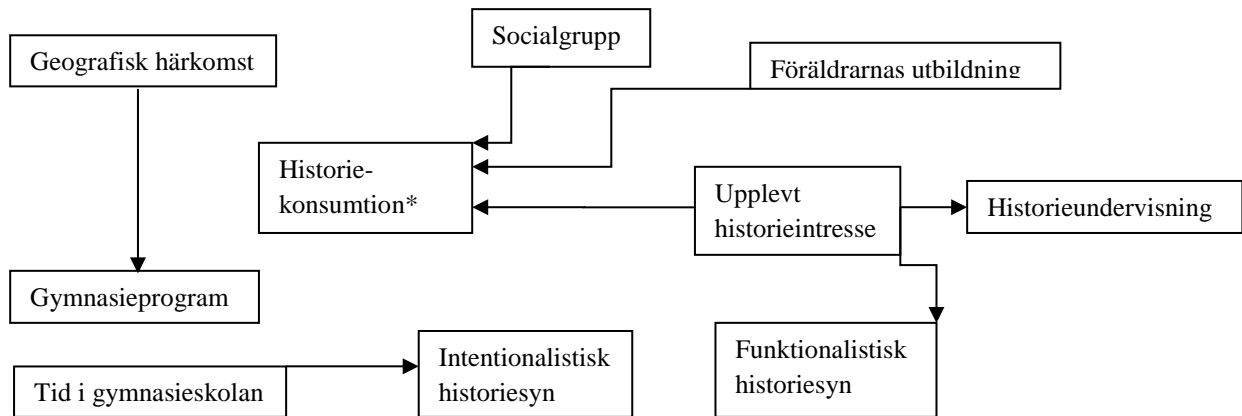 Socialgrupp
Geografisk härkomst
Föräldrarnas utbildning
Historie-
konsumtion*
Upplevt
historieintresse
Historieundervisning
Gymnasieprogram
Intentionalistisk
historiesyn
Funktionalistisk
historiesyn
Tid i gymnasieskolan